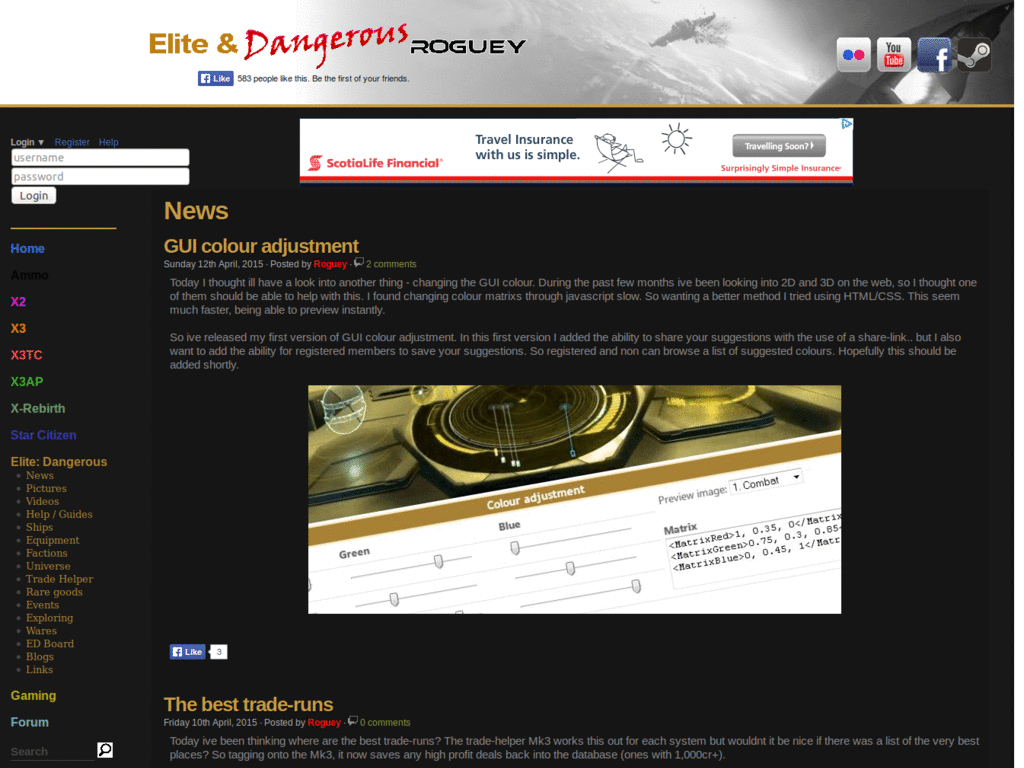 Elite & Dangerous ROGUEY
Like 583 people like this. Be the first of your friends.
You Tube
Login ▼ Register Help
username
password
Login
ScotiaLife Financial
Travel Insurance
with us is simple.
Travelling Soon?
Surprisingly Simple Insurance
Home
Ammo
X2
X3
X3TC
X3AP
X-Rebirth
Star Citizen
Elite: Dangerous
News
Pictures
Videos
Help / Guides
Ships
Equipment
Factions
Universe
Trade Helper
Rare goods
Events
Exploring
Wares
ED Board
Blogs
Links
Gaming
Forum
Search
News
GUI colour adjustment
Sunday 12th April, 2015 · Posted by Roguey · 2 comments
Today I thought ill have a look into another thing - changing the GUI colour. During the past few months ive been looking into 2D and 3D on the web, so I thought one
of them should be able to help with this. I found changing colour matrixs through javascript slow. So wanting a better method I tried using HTML/CSS. This seem
much faster, being able to preview instantly.
So ive released my first version of GUI colour adjustment. In this first version I added the ability to share your suggestions with the use of a share-link.. but I also
want to add the ability for registered members to save your suggestions. So registered and non can browse a list of suggested colours. Hopefully this should be
added shortly.
Colour adjustment
Green
Blue
Preview image: 1. Combat
Matrix
<MatrixRed>1, 0.35, 0</Matrix
<MatrixGreen>0.75, 0.3, 0.85<
<MatrixBlue>0, 0.45, 1</Matr
Like 3
The best trade-runs
Friday 10th April, 2015 · Posted by Roguey · 0 comments
Today ive been thinking where are the best trade-runs? The trade-helper Mk3 works this out for each system but wouldnt it be nice if there was a list of the very best
places? So tagging onto the Mk3, it now saves any high profit deals back into the database (ones with 1,000cr+).